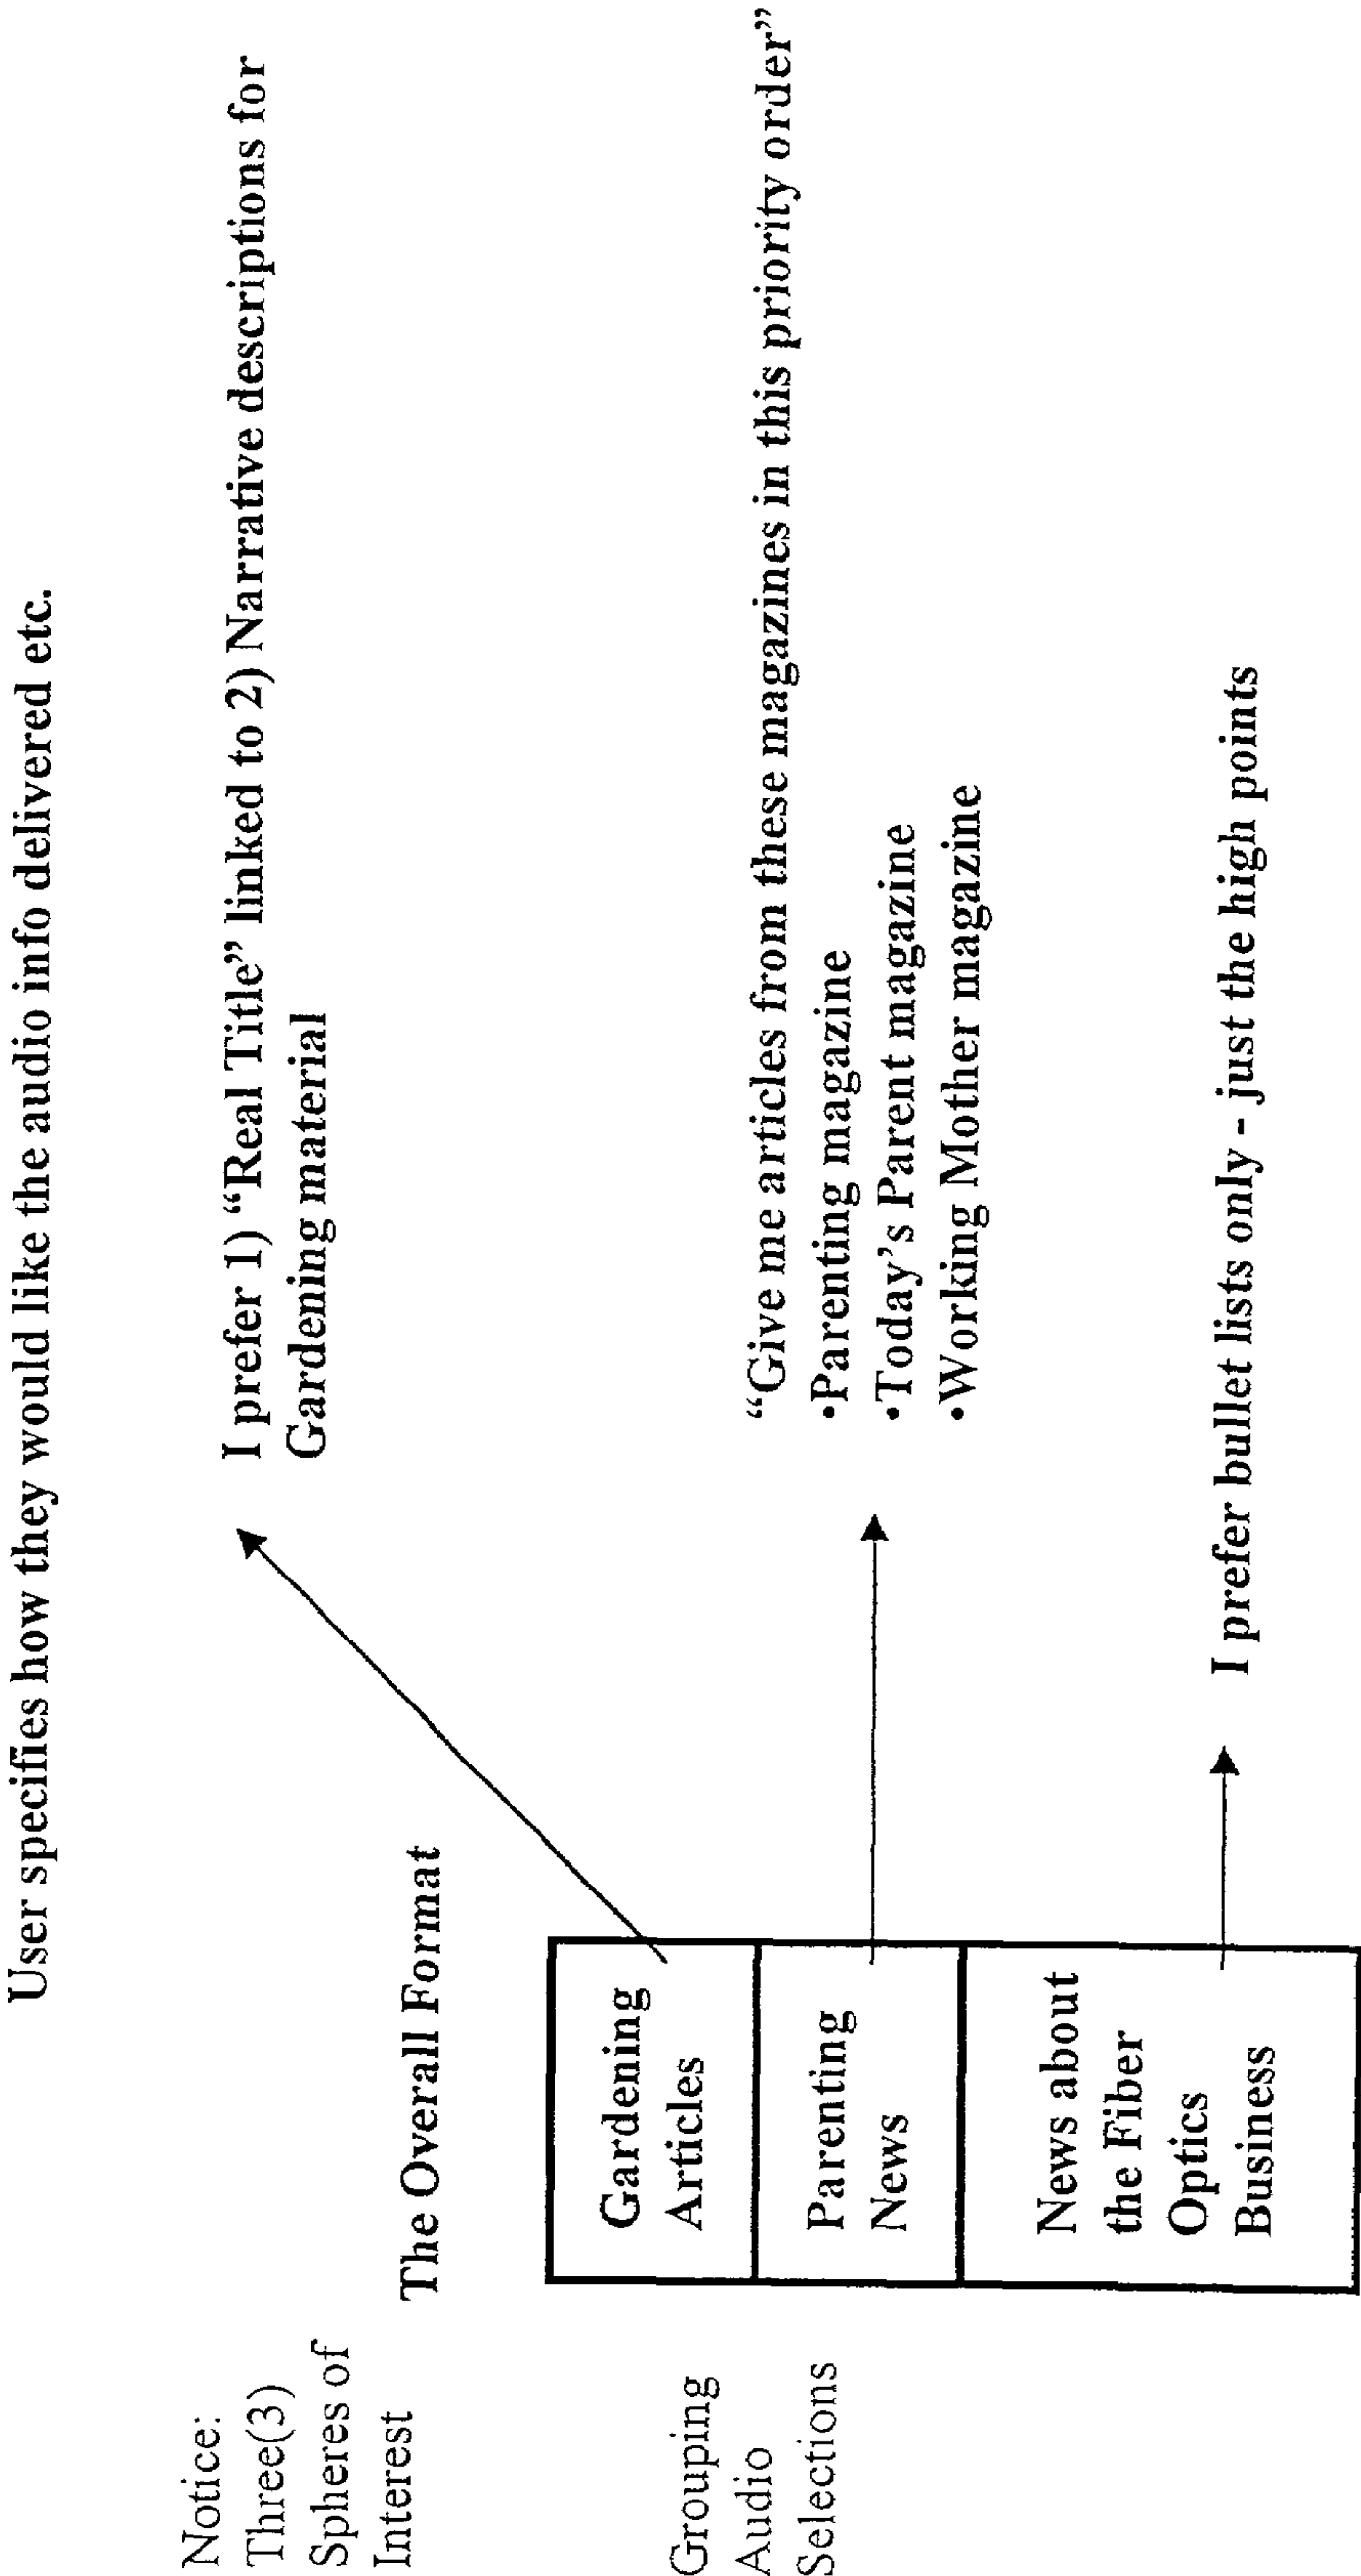 User specifies how they would like the audio info delivered etc.
Notice:
Three(3)
Spheres of
Interest
I prefer 1) “Real Title” linked to 2) Narrative descriptions for
Gardening material
The Overall Format
Grouping
Audio
Selections
Gardening
Articles
Parenting
News
News about
the Fiber
Optics
Business
“Give me articles from these magazines in this priority order”
•Parenting magazine
•Today’s Parent magazine
•Working Mother magazine
I prefer bullet lists only - just the high points